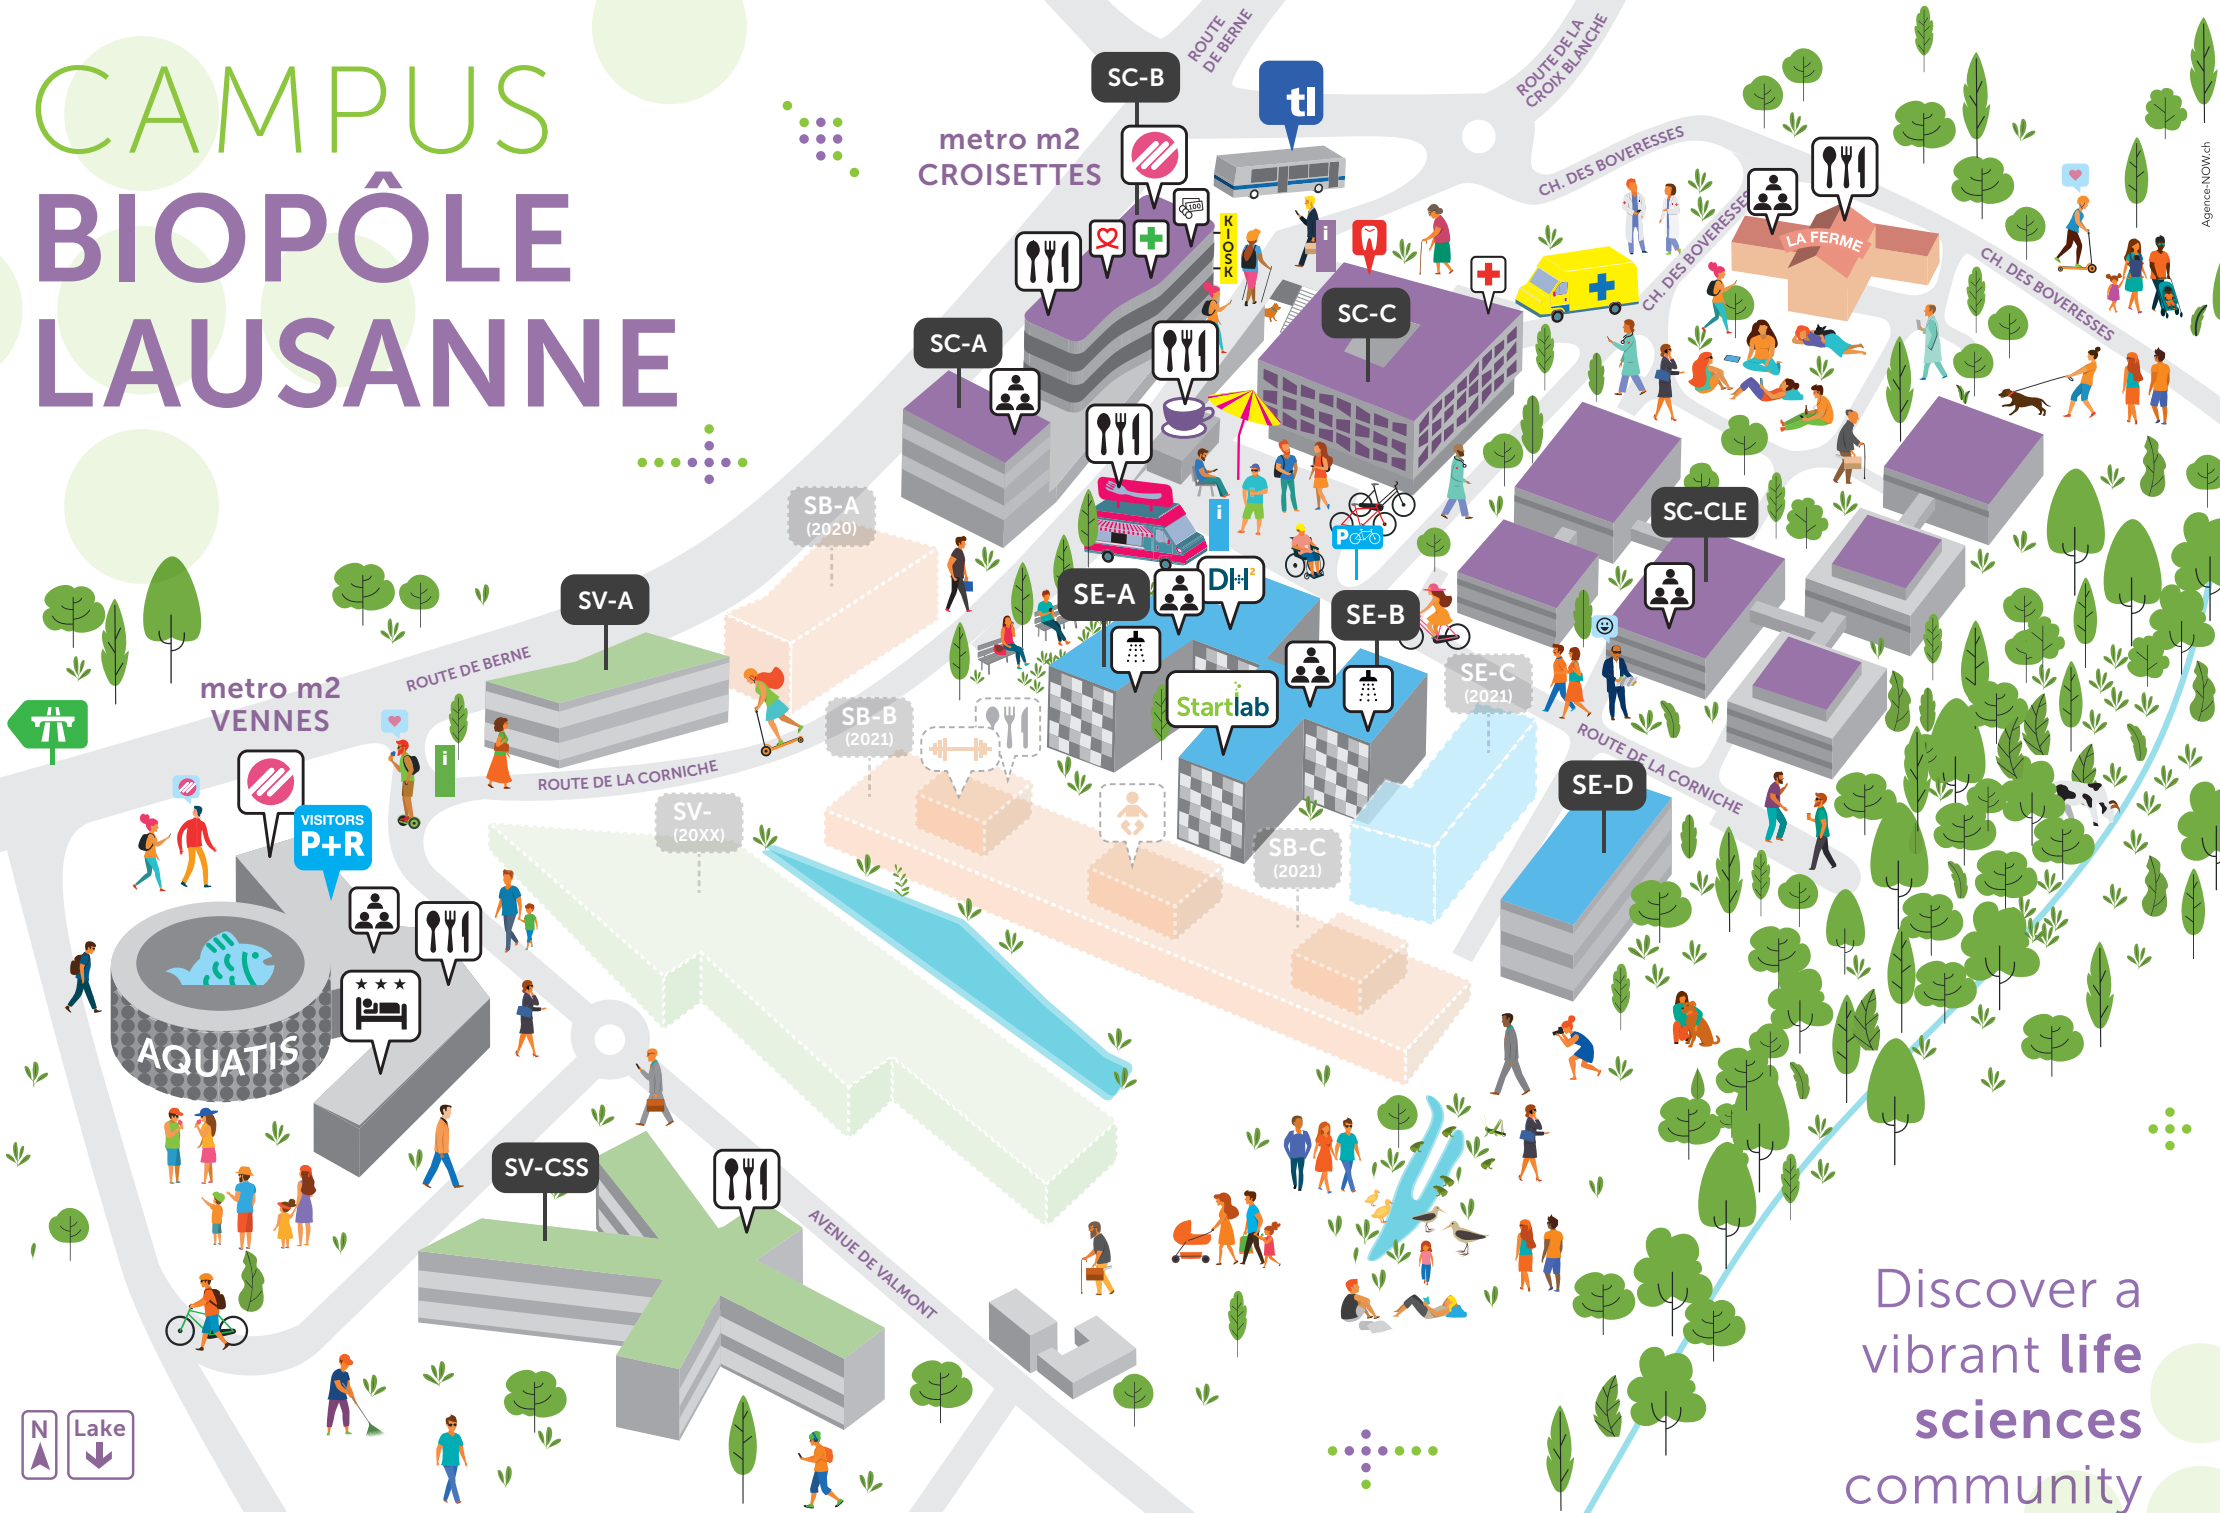 CAMPUS
BIOPÔLE
LAUSANNE
SC-B
ROUTE
DE BERNE
tl
ROUTE DE LA
CROIX BLANCHE
metro m2
CROISETTES
CH. DES BOVERESSES
Agence-NOW.ch
100
KIOSK
i
LA FERME
CH. DES BOVERESSES
CH. DES BOVERESSES
SC-C
SC-A
SB-A
(2020)
SC-CLE
i
P
SV-A
SE-A
DH²
SE-B
ROUTE DE BERNE
metro m2
VENNES
SE-C
(2021)
SB-B
(2021)
Startlab
i
ROUTE DE LA CORNICHE
ROUTE DE LA CORNICHE
SE-D
SV-
(20XX)
VISITORS
P+R
SB-C
(2021)
AQUATIS
SV-CSS
AVENUE DE VALMONT
N
Lake
Discover a
vibrant life
sciences
community